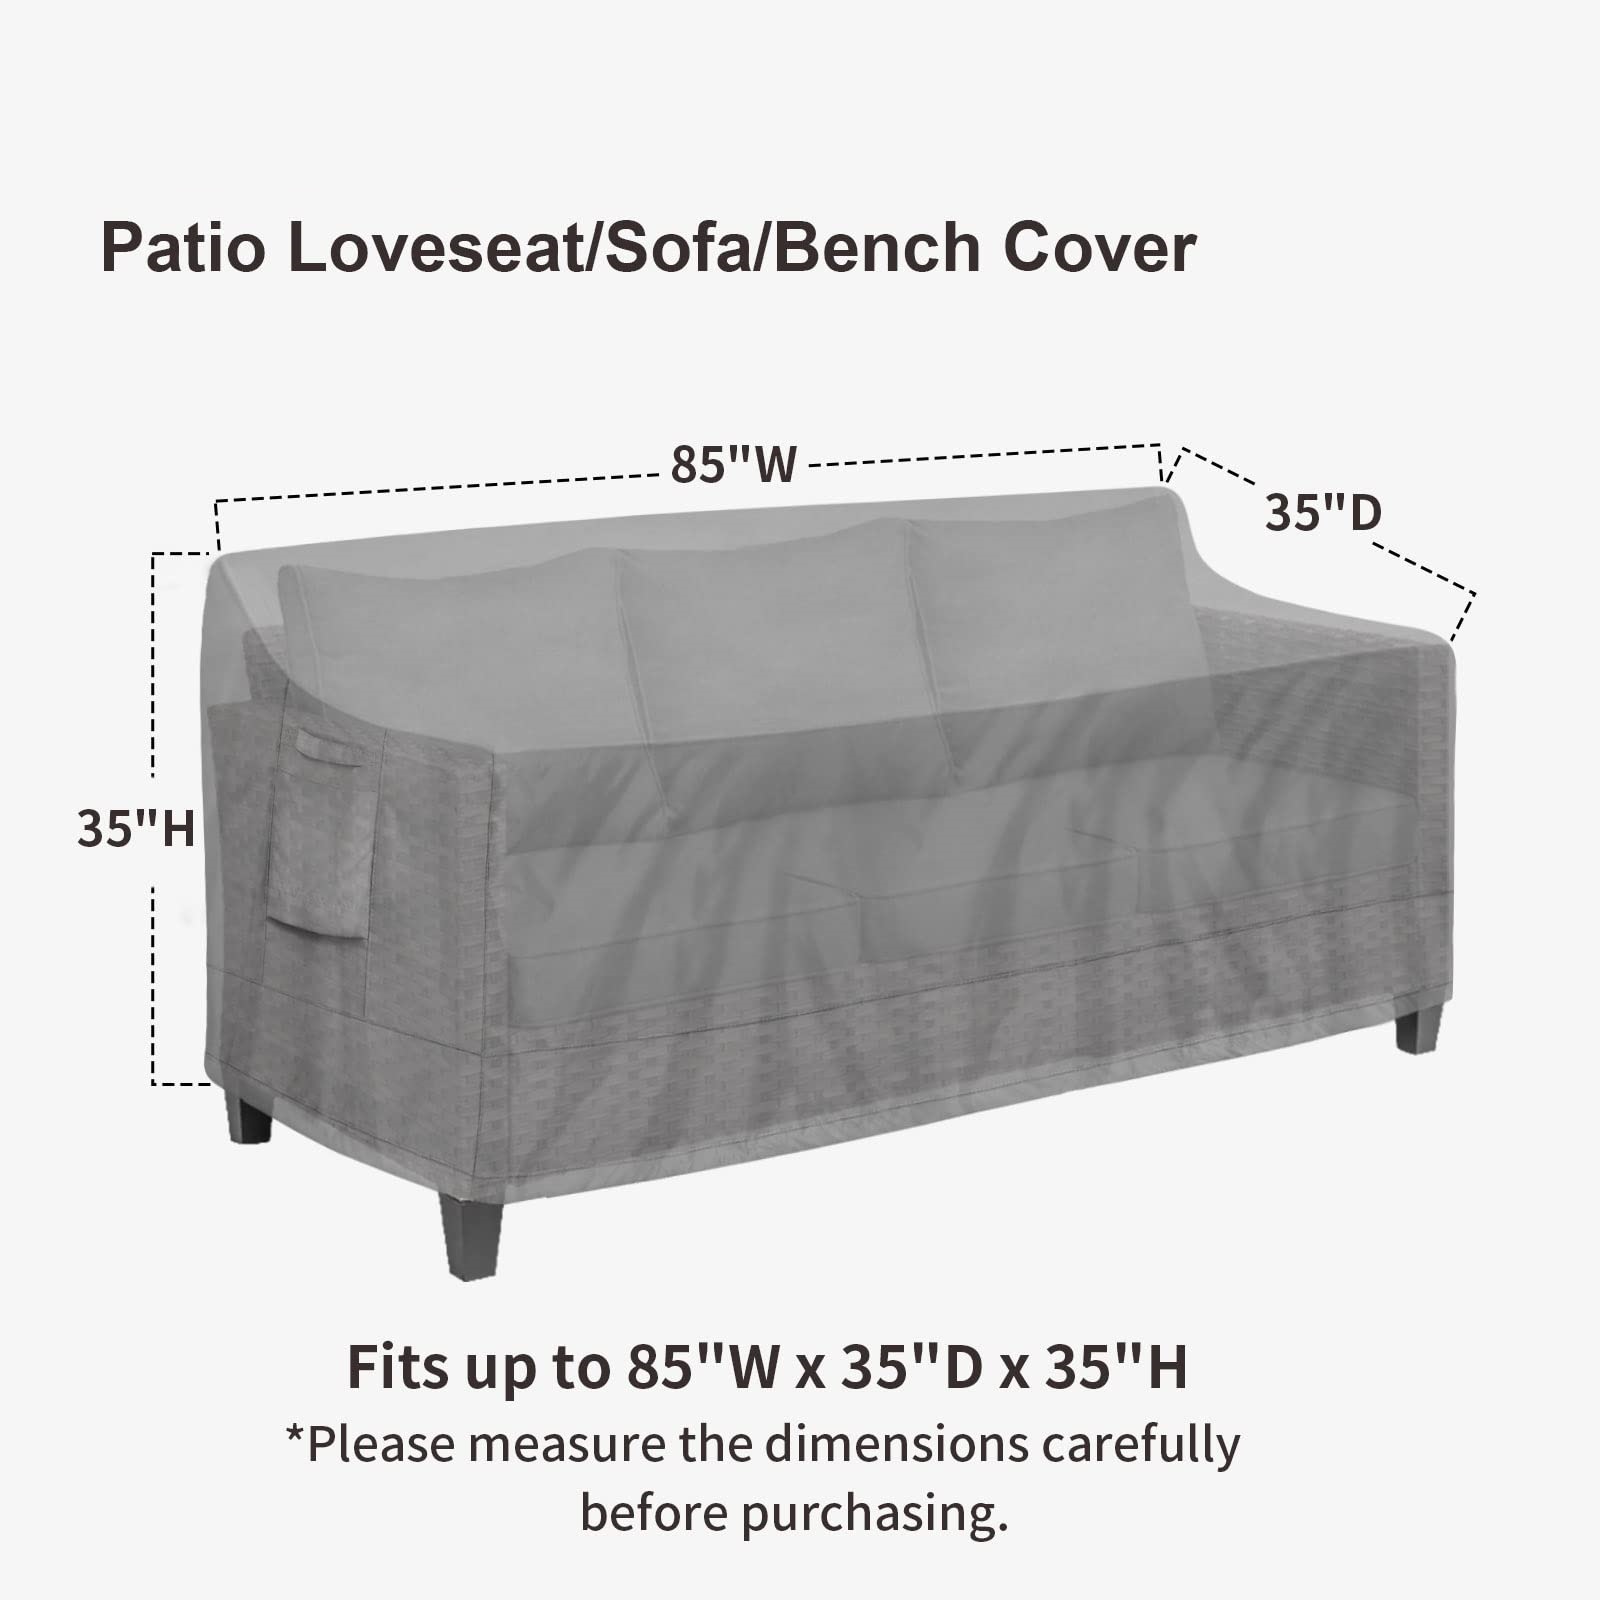 Patio Loveseat/Sofa/Bench Cover
85"W
35"D
35"H
Fits up to 85"W x 35"D x 35"H
*Please measure the dimensions carefully
before purchasing.